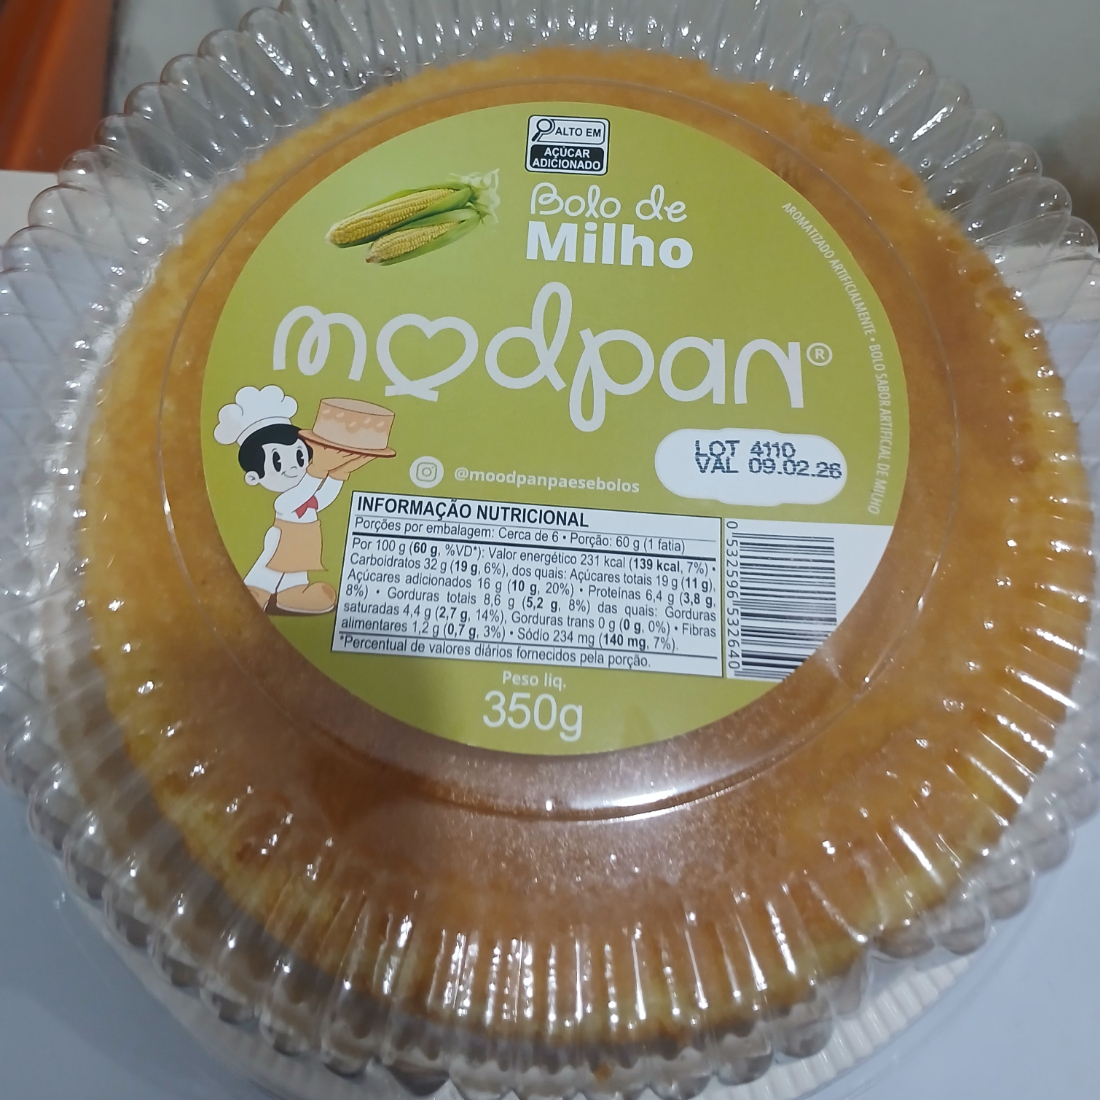 ALTO EM
AÇÚCAR
ADICIONADO
Bolo de
Milho
modpan®
AROMATIZADO ARTIFICIALMENTE • BOLO SABOR ARTIFICIAL DE MILHO
LOT 4110
VAL 09.02.26
@moodpanpaesebolos
INFORMAÇÃO NUTRICIONAL
Porções por embalagem: Cerca de 6 • Porção: 60 g (1 fatia)
Por 100 g (60 g, %VD*): Valor energético 231 kcal (139 kcal, 7%) •
Carboidratos 32 g (19 g, 6%), dos quais: Açúcares totais 19 g (11 g),
Açúcares adicionados 16 g (10 g, 20%) • Proteínas 6,4 g (3,8 g,
8%) • Gorduras totais 8,6 g (5,2 g, 8%) das quais: Gorduras
saturadas 4,4 g (2,7 g, 14%), Gorduras trans 0 g (0 g, 0%) • Fibras
alimentares 1,2 g (0,7 g, 3%) • Sódio 234 mg (140 mg, 7%).
*Percentual de valores diários fornecidos pela porção.
0 532596 532640
Peso liq.
350g